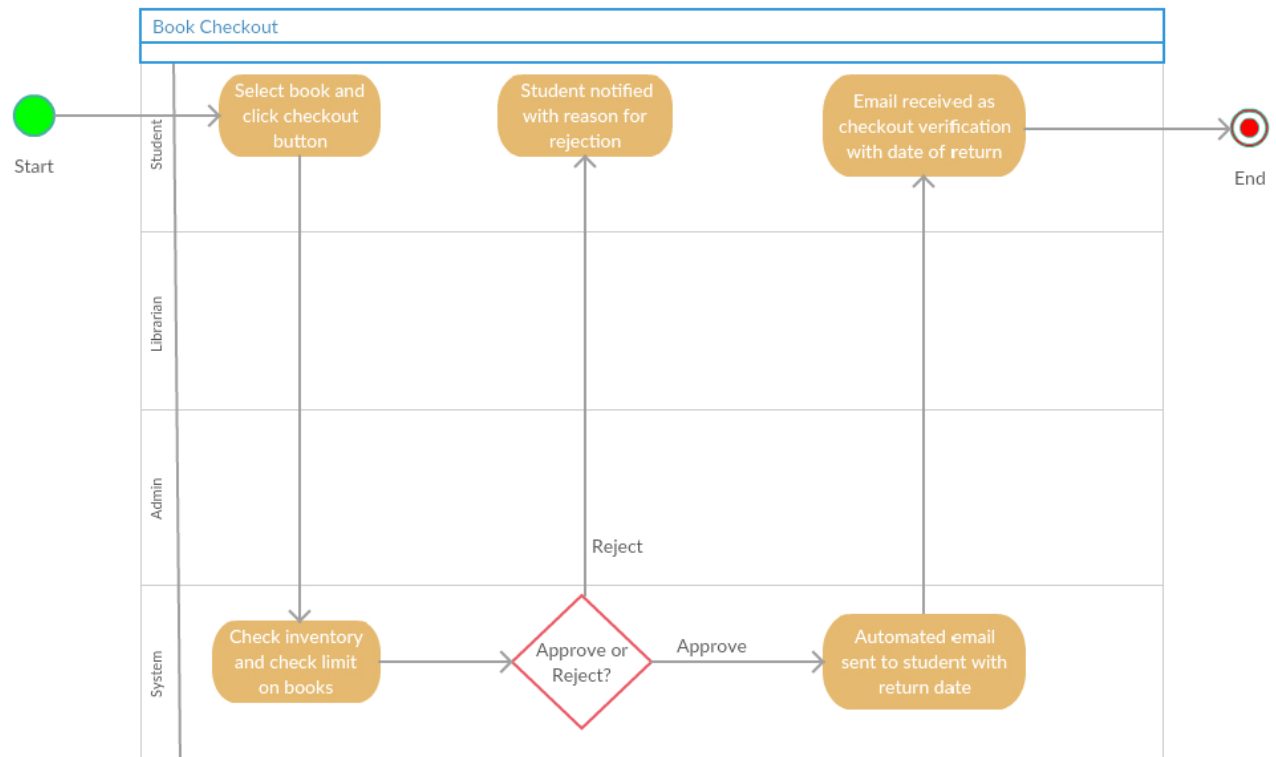 Book Checkout
Start
Student
Select book and
click checkout
button
Student notified
with reason for
rejection
Email received as
checkout verification
with date of return
End
Librarian
Admin
Reject
System
Check inventory
and check limit
on books
Approve or
Reject?
Approve
Automated email
sent to student with
return date